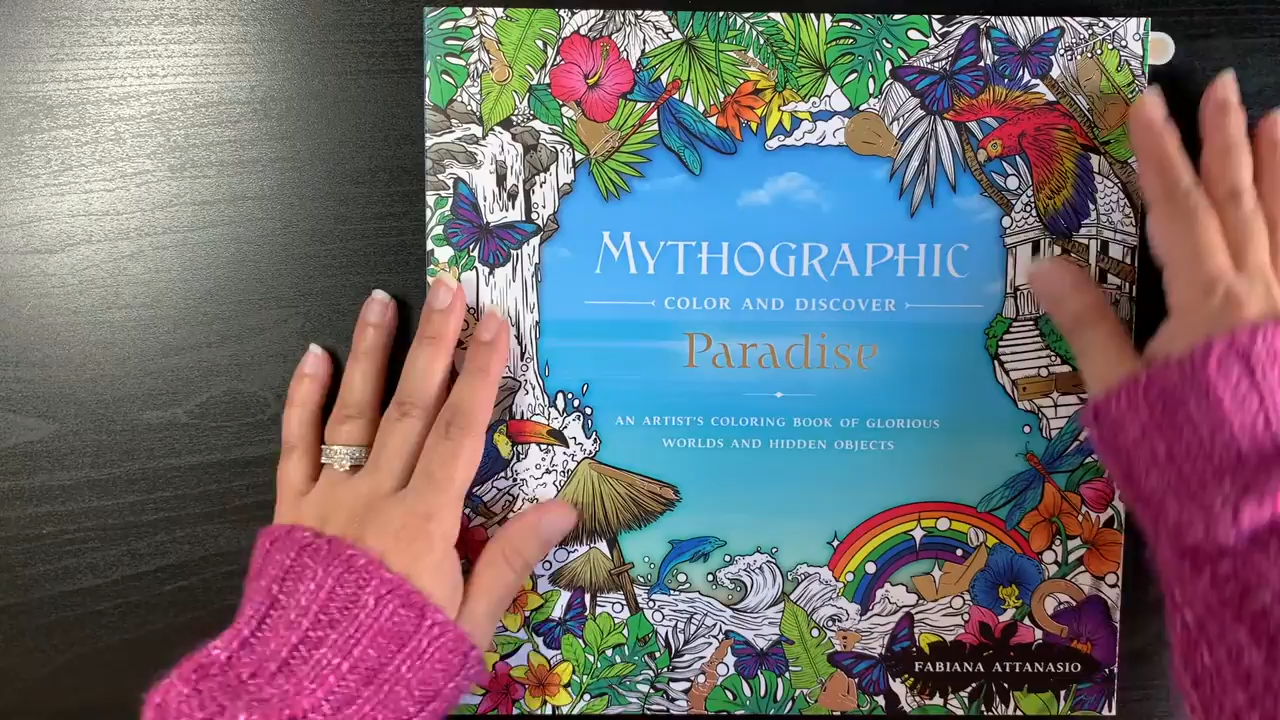 MYTHOGRAPHIC
COLOR AND DISCOVER
Paradise
AN ARTIST'S COLORING BOOK OF GLORIOUS
WORLDS AND HIDDEN OBJECTS
FABIANA ATTANASIO